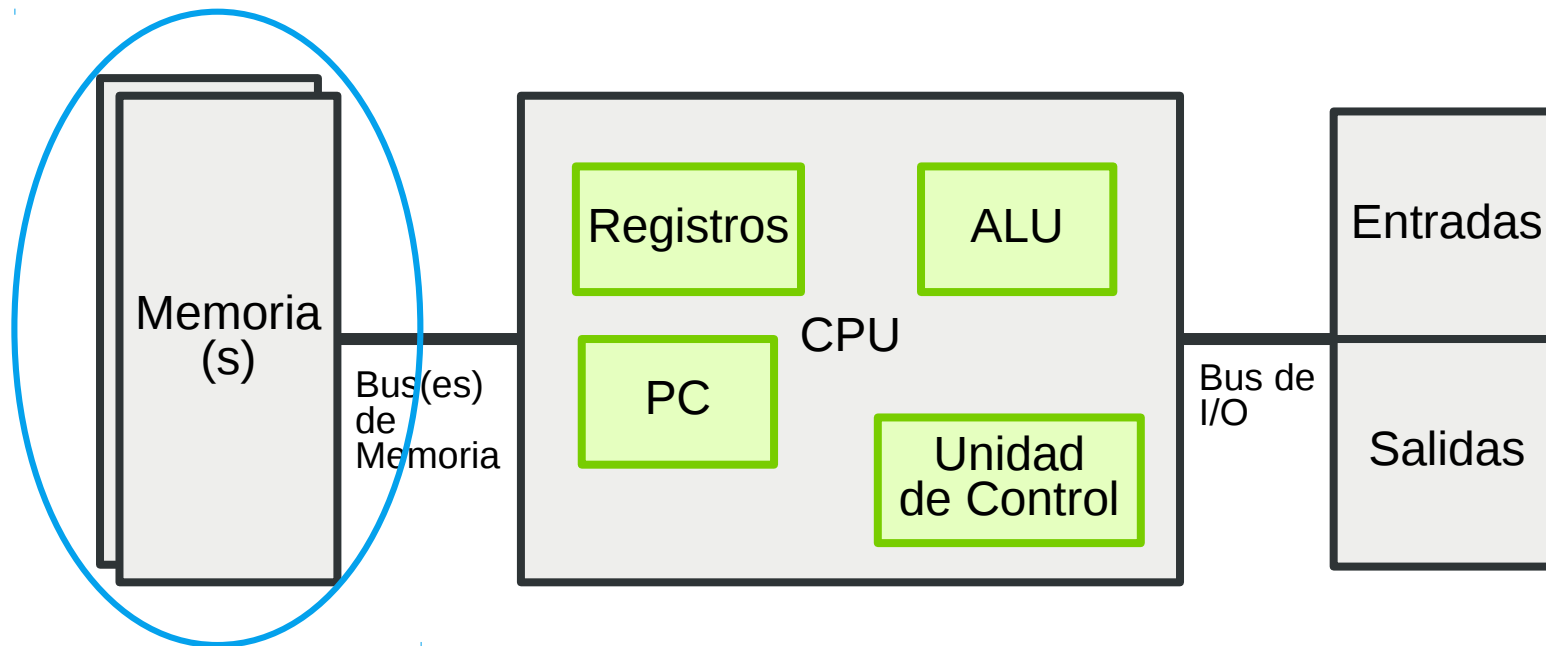 Memoria
(s)
Bus(es)
de
Memoria
Registros
ALU
CPU
PC
Unidad
de Control
Bus de
I/O
Entradas
Salidas